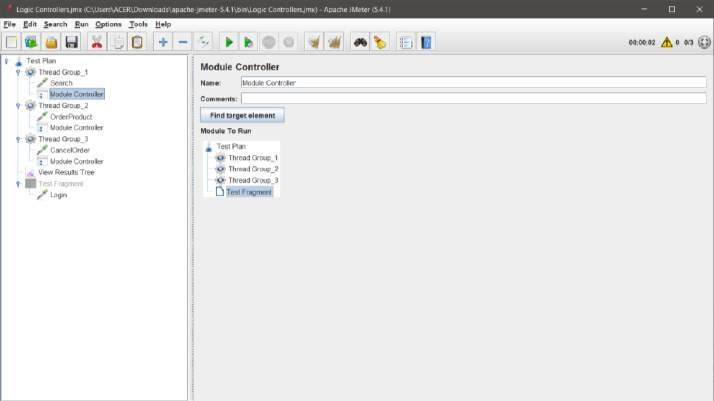 Logic Controllers.jmx (C:\Users\ACER\Downloads\apache-jmeter-5.4.1\bin\Logic Controllers.jmx) - Apache JMeter (5.4.1)
File Edit Search Run Options Tools Help
00:00:02 0 0/3
Test Plan
Thread Group_1
Search
Module Controller
Thread Group_2
OrderProduct
Module Controller
Thread Group_3
CancelOrder
Module Controller
View Results Tree
Test Fragment
Login
Module Controller
Name: Module Controller
Comments:
Find target element
Module To Run
Test Plan
Thread Group_1
Thread Group_2
Thread Group_3
Test Fragment